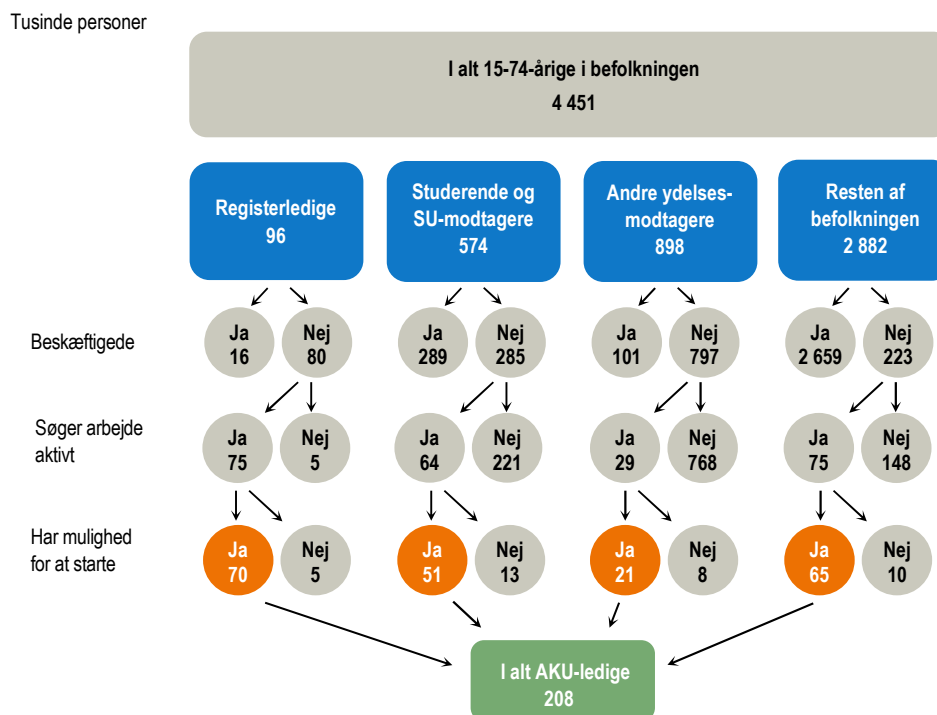 Tusinde personer
I alt 15-74-årige i befolkningen
4 451
Registerledige
96
Studerende og
SU-modtagere
574
Andre ydelses-
modtagere
898
Resten af
befolkningen
2 882
Beskæftigede
Ja
16
Nej
80
Ja
289
Nej
285
Ja
101
Nej
797
Ja
2 659
Nej
223
Søger arbejde
aktivt
Ja
75
Nej
5
Ja
64
Nej
221
Ja
29
Nej
768
Ja
75
Nej
148
Har mulighed
for at starte
Ja
70
Nej
5
Ja
51
Nej
13
Ja
21
Nej
8
Ja
65
Nej
10
I alt AKU-ledige
208